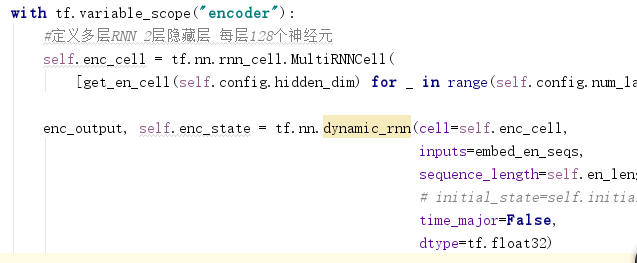 with tf.variable_scope("encoder"):
#定义多层RNN 2层隐藏层 每层128个神经元
self.enc_cell = tf.nn.rnn_cell.MultiRNNCell(
[get_en_cell(self.config.hidden_dim) for _ in range(self.config.num_la
enc_output, self.enc_state = tf.nn.dynamic_rnn(cell=self.enc_cell,
inputs=embed_en_seqs,
sequence_length=self.en_leng
# initial_state=self.initia
time_major=False,
dtype=tf.float32)